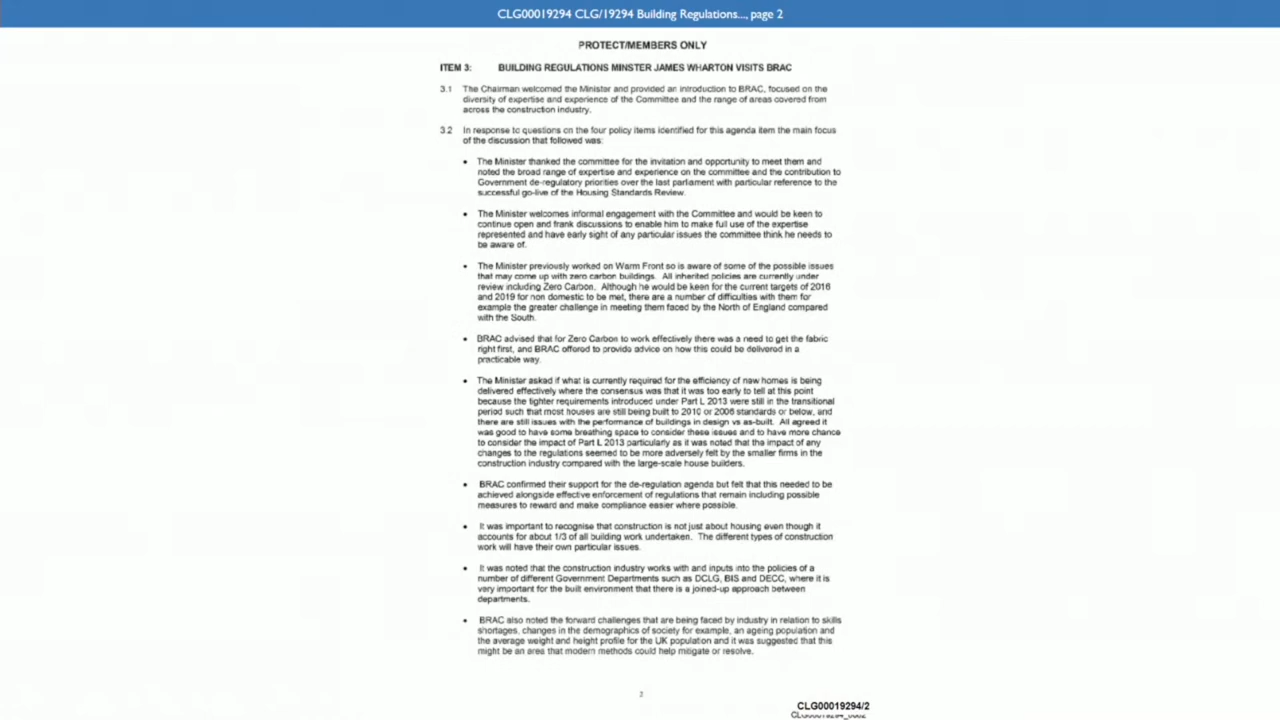 CLG00019294 CLG/19294 Building Regulations..., page 2
PROTECT/MEMBERS ONLY
ITEM 3: BUILDING REGULATIONS MINSTER JAMES WHARTON VISITS BRAC
3.1 The Chairman welcomed the Minister and provided an introduction to BRAC, focused on the
diversity of expertise and experience of the Committee and the range of areas covered from
across the construction industry.
3.2 In response to questions on the four policy items identified for this agenda item the main focus
of the discussion that followed was:
• The Minister thanked the committee for the invitation and opportunity to meet them and
noted the broad range of expertise and experience on the committee and the contribution to
Government de-regulatory priorities over the last parliament with particular reference to the
successful go-live of the Housing Standards Review.
• The Minister welcomes informal engagement with the Committee and would be keen to
continue open and frank discussions to enable him to make full use of the expertise
represented and have early sight of any particular issues the committee think he needs to
be aware of.
• The Minister previously worked on Warm Front so is aware of some of the possible issues
that may come up with zero carbon buildings. All inherited policies are currently under
review including Zero Carbon. Although he would be keen for the current targets of 2016
and 2019 for non domestic to be met, there are a number of difficulties with them for
example the greater challenge in meeting them faced by the North of England compared
with the South.
• BRAC advised that for Zero Carbon to work effectively there was a need to get the fabric
right first, and BRAC offered to provide advice on how this could be delivered in a
practicable way.
• The Minister asked if what is currently required for the efficiency of new homes is being
delivered effectively where the consensus was that it was too early to tell at this point
because the tighter requirements introduced under Part L 2013 were still in the transitional
period such that most houses are still being built to 2010 or 2006 standards or below, and
there are still issues with the performance of buildings in design vs as-built. All agreed it
was good to have some breathing space to consider these issues and to have more chance
to consider the impact of Part L 2013 particularly as it was noted that the impact of any
changes to the regulations seemed to be more adversely felt by the smaller firms in the
construction industry compared with the large-scale house builders.
• BRAC confirmed their support for the de-regulation agenda but felt that this needed to be
achieved alongside effective enforcement of regulations that remain including possible
measures to reward and make compliance easier where possible.
• It was important to recognise that construction is not just about housing even though it
accounts for about 1/3 of all building work undertaken. The different types of construction
work will have their own particular issues.
• It was noted that the construction industry works with and inputs into the policies of a
number of different Government Departments such as DCLG, BIS and DECC, where it is
very important for the built environment that there is a joined-up approach between
departments.
• BRAC also noted the forward challenges that are being faced by industry in relation to skills
shortages, changes in the demographics of society for example, an ageing population and
the average weight and height profile for the UK population and it was suggested that this
might be an area that modern methods could help mitigate or resolve.
2
CLG00019294/2